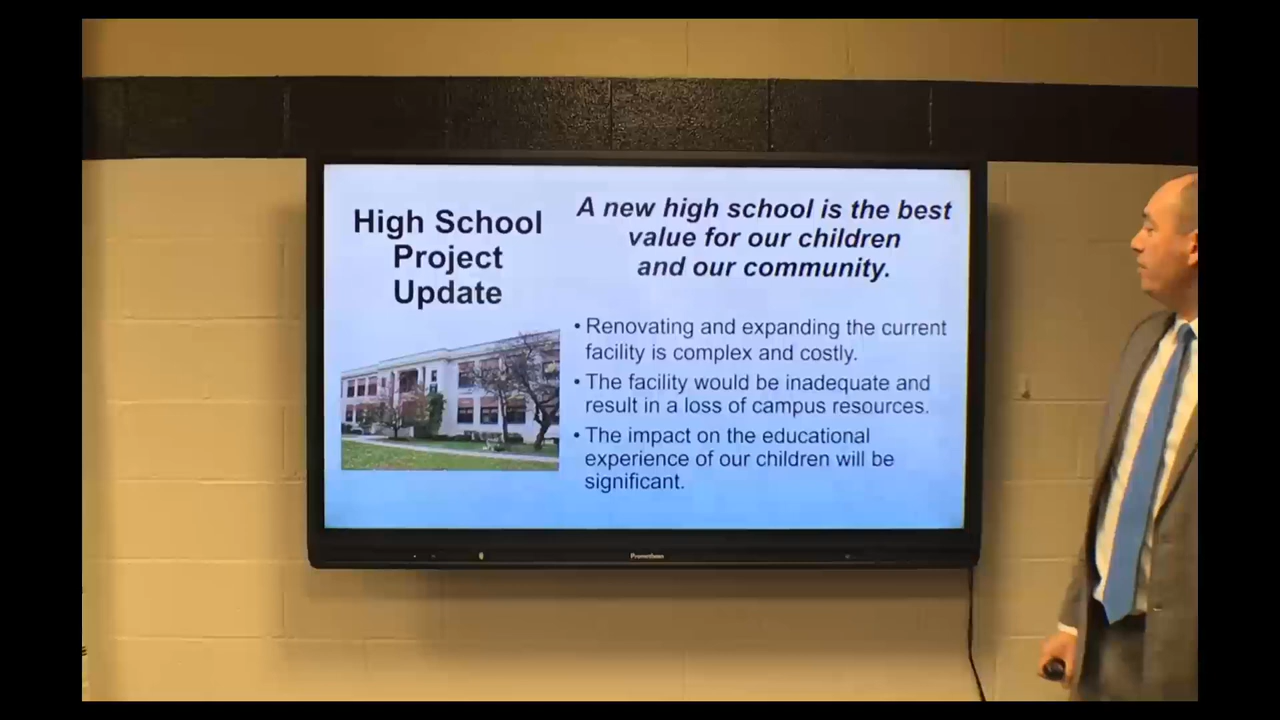 High School
Project
Update
A new high school is the best
value for our children
and our community.
• Renovating and expanding the current
facility is complex and costly.
• The facility would be inadequate and
result in a loss of campus resources.
• The impact on the educational
experience of our children will be
significant.
Promethean